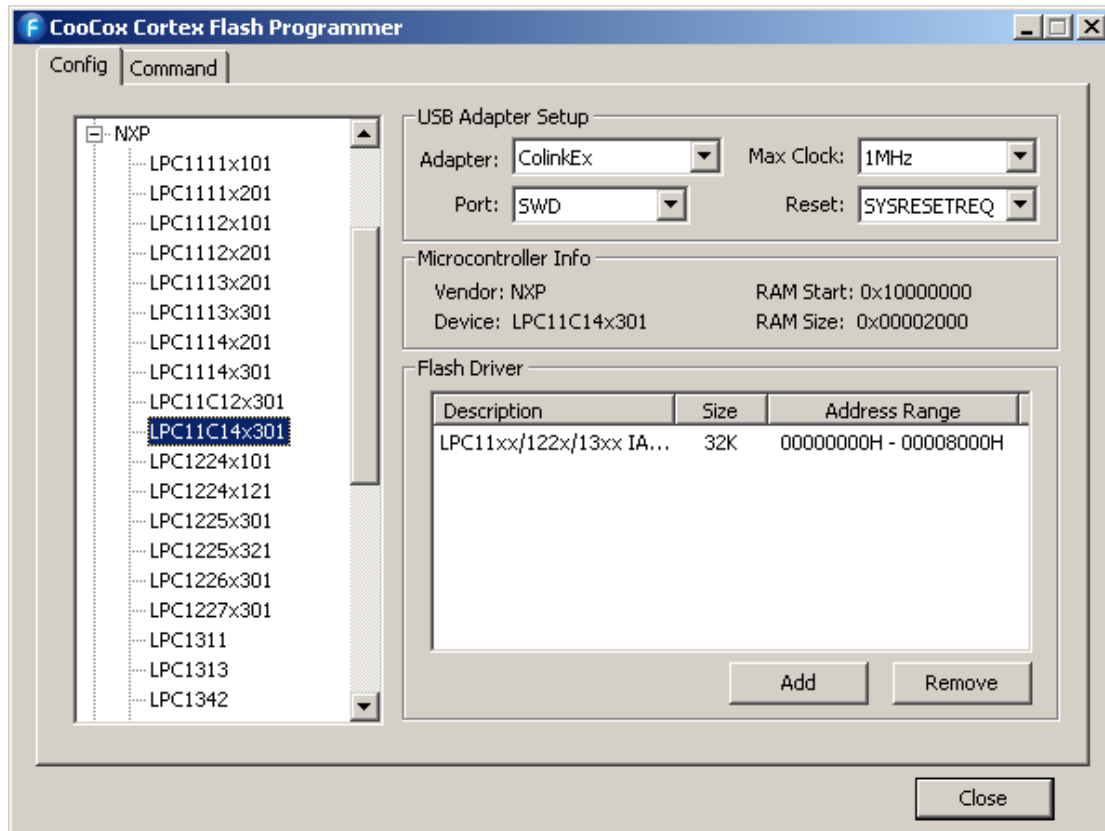 CooCox Cortex Flash Programmer
Config
Command
NXP
LPC1111x101
LPC1111x201
LPC1112x101
LPC1112x201
LPC1113x201
LPC1113x301
LPC1114x201
LPC1114x301
LPC11C12x301
LPC11C14x301
LPC1224x101
LPC1224x121
LPC1225x301
LPC1225x321
LPC1226x301
LPC1227x301
LPC1311
LPC1313
LPC1342
USB Adapter Setup
Adapter: ColinkEx Max Clock: 1MHz
Port: SWD Reset: SYSRESETREQ
Microcontroller Info
Vendor: NXP RAM Start: 0x10000000
Device: LPC11C14x301 RAM Size: 0x00002000
Flash Driver
Description Size Address Range
LPC11xx/122x/13xx IA... 32K 00000000H - 00008000H
Add Remove
Close